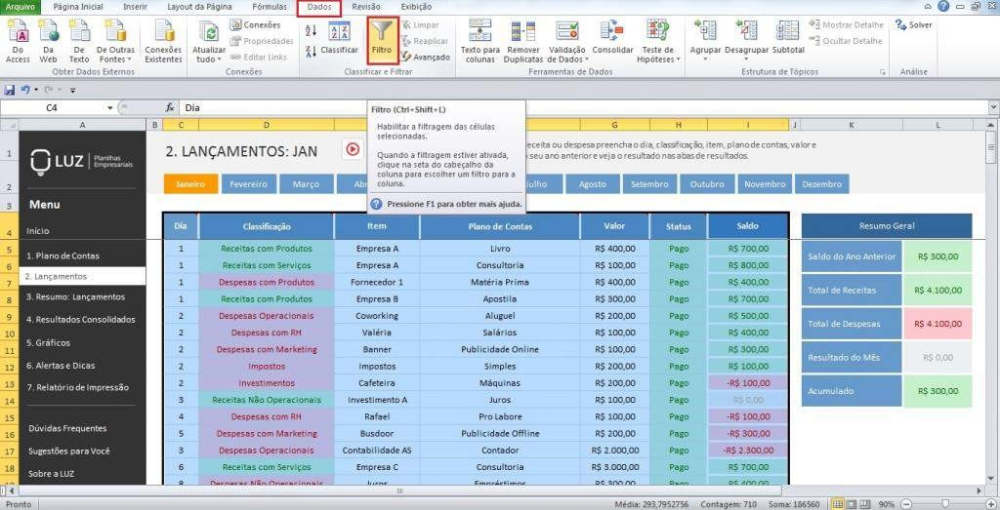 Arquivo Página Inicial Inserir Layout da Página Fórmulas Dados Revisão Exibição
Do Access
Da Web
De Texto
De Outras Fontes
Conexões Existentes
Obter Dados Externos
Atualizar tudo
Conexões
Propriedades
Editar Links
Conexões
Classificar
Filtro
Limpar
Reaplicar
Avançado
Classificar e Filtrar
Texto para colunas
Remover Duplicatas
Validação de Dados
Consolidar
Teste de Hipóteses
Ferramentas de Dados
Agrupar
Desagrupar
Subtotal
Mostrar Detalhe
Ocultar Detalhe
Estrutura de Tópicos
Solver
Análise
C4 fx Dia
A B C D G H I J K L
Filtro (Ctrl+Shift+L)
Habilitar a filtragem das células
selecionadas.
Quando a filtragem estiver ativada,
clique na seta do cabeçalho da
coluna para escolher um filtro para a
coluna.
Pressione F1 para obter mais ajuda.
LUZ Planilhas Empresariais
2. LANÇAMENTOS: JAN
receita ou despesa preencha o dia, classificação, item, plano de contas, valor e
seu ano anterior e veja o resultado nas abas de resultados.
Janeiro Fevereiro Março Julho Agosto Setembro Outubro Novembro Dezembro
Menu
Início
1. Plano de Contas
2. Lançamentos
3. Resumo: Lançamentos
4. Resultados Consolidados
5. Gráficos
6. Alertas e Dicas
7. Relatório de Impressão
Dúvidas Frequentes
Sugestões para Você
Sobre a LUZ
1
2
3
4 Dia Classificação Item Plano de Contas Valor Status Saldo
5 1 Receitas com Produtos Empresa A Livro R$ 400,00 Pago R$ 700,00
6 1 Receitas com Serviços Empresa A Consultoria R$ 100,00 Pago R$ 800,00
7 1 Despesas com Produtos Fornecedor 1 Matéria Prima R$ 400,00 Pago R$ 400,00
8 1 Receitas com Produtos Empresa B Apostila R$ 300,00 Pago R$ 700,00
9 2 Despesas Operacionais Coworking Aluguel R$ 200,00 Pago R$ 500,00
10 2 Despesas com RH Valéria Salários R$ 100,00 Pago R$ 400,00
11 2 Despesas com Marketing Banner Publicidade Online R$ 100,00 Pago R$ 300,00
12 2 Impostos Impostos Simples R$ 200,00 Pago R$ 100,00
13 2 Investimentos Cafeteira Máquinas R$ 200,00 Pago -R$ 100,00
14 3 Receitas Não Operacionais Investimento A Juros R$ 100,00 Pago R$ 0,00
15 4 Despesas com RH Rafael Pro Labore R$ 100,00 Pago -R$ 100,00
16 5 Despesas com Marketing Busdoor Publicidade Offline R$ 200,00 Pago -R$ 300,00
17 3 Despesas Operacionais Contabilidade AS Contador R$ 2.000,00 Pago -R$ 2.300,00
18 6 Receitas com Serviços Empresa C Consultoria R$ 3.000,00 Pago R$ 700,00
8 Despesas Não Operacionais Juros Empréstimos R$ 300,00 Pago R$ 400,00
Resumo Geral
Saldo do Ano Anterior R$ 300,00
Total de Receitas R$ 4.100,00
Total de Despesas R$ 4.100,00
Resultado do Mês R$ 0,00
Acumulado R$ 300,00
Pronto Média: 293,7952756 Contagem: 710 Soma: 186560 90%